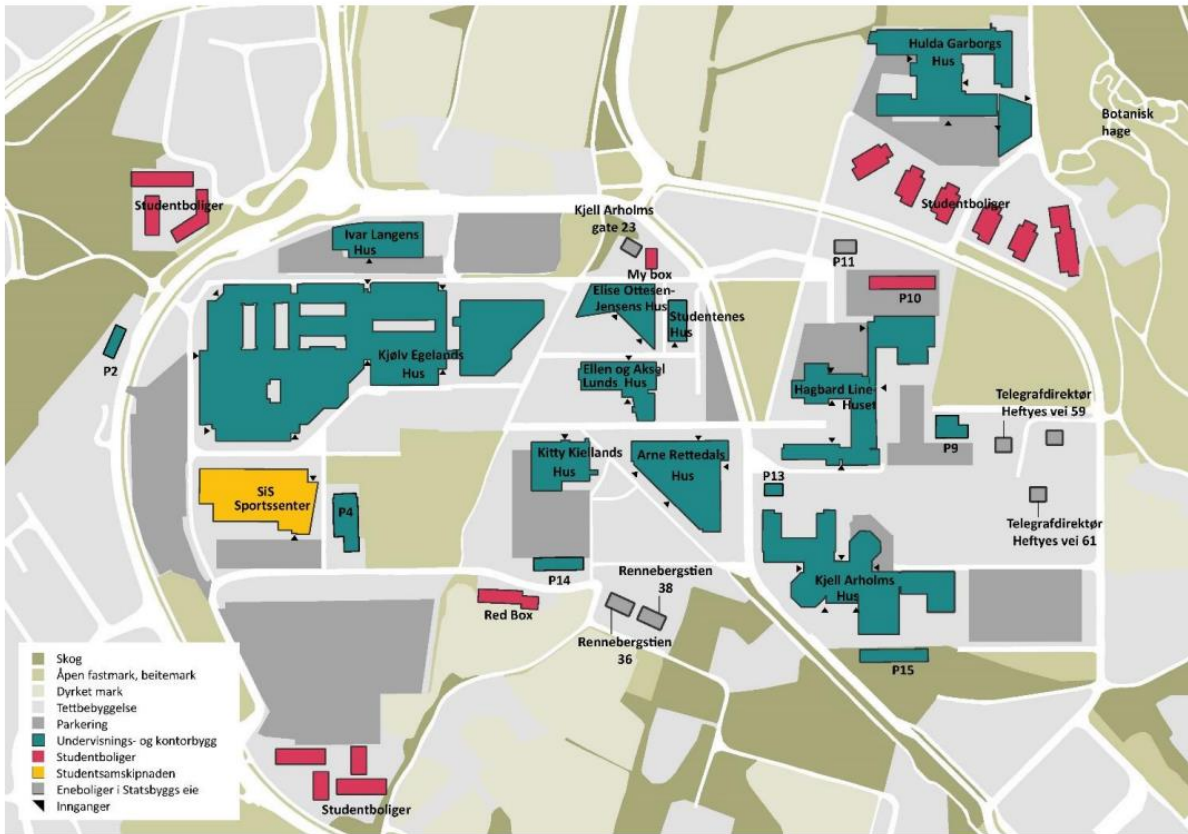 Hulda Garborgs
Hus
Botanisk
hage
Studentboliger
Studentboliger
Kjell Arholms
gate 23
Ivar Langens
Hus
My box
P11
P10
Elise Ottesen-
Jensens Hus
Studentenes
Hus
P2
Kjølv Egelands
Hus
Ellen og Aksel
Lunds Hus
Hagbard Line-
Huset
Telegrafdirektør
Heftyes vei 59
P9
Kitty Kiellands
Hus
Arne Rettedals
Hus
P13
SiS
Sportssenter
P4
Telegrafdirektør
Heftyes vei 61
P14
Rennebergstien
38
Kjell Arholms
Hus
Red Box
Rennebergstien
36
P15
Skog
Åpen fastmark, beitemark
Dyrket mark
Tettbebyggelse
Parkering
Undervisnings- og kontorbygg
Studentboliger
Studentsamskipnaden
Eneboliger i Statsbyggs eie
Innganger
Studentboliger